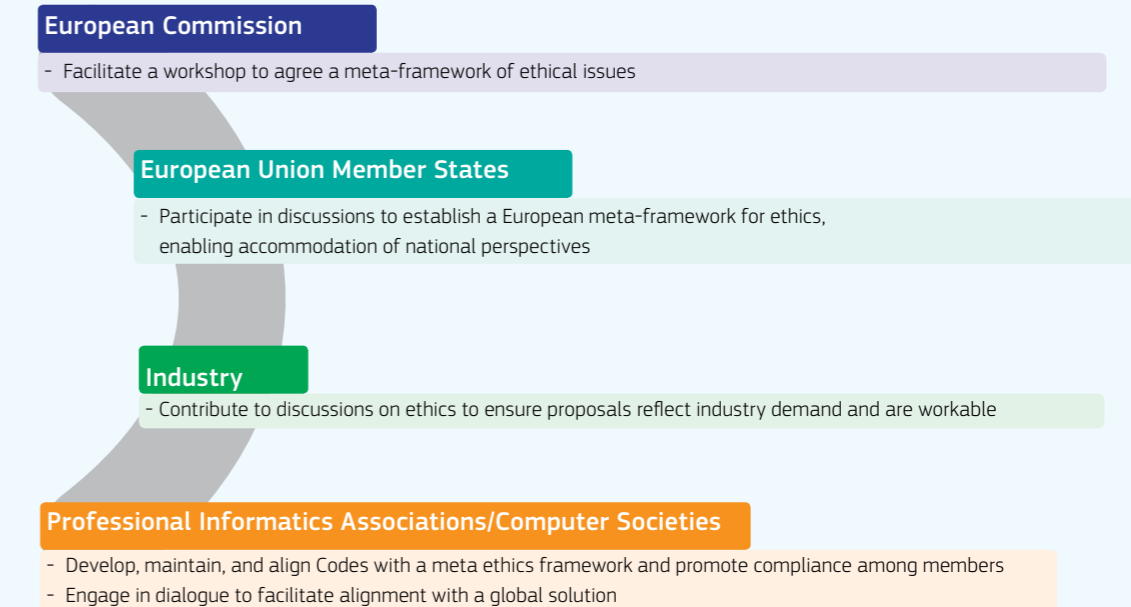 European Commission
- Facilitate a workshop to agree a meta-framework of ethical issues
European Union Member States
- Participate in discussions to establish a European meta-framework for ethics,
enabling accommodation of national perspectives
Industry
- Contribute to discussions on ethics to ensure proposals reflect industry demand and are workable
Professional Informatics Associations/Computer Societies
- Develop, maintain, and align Codes with a meta ethics framework and promote compliance among members
- Engage in dialogue to facilitate alignment with a global solution